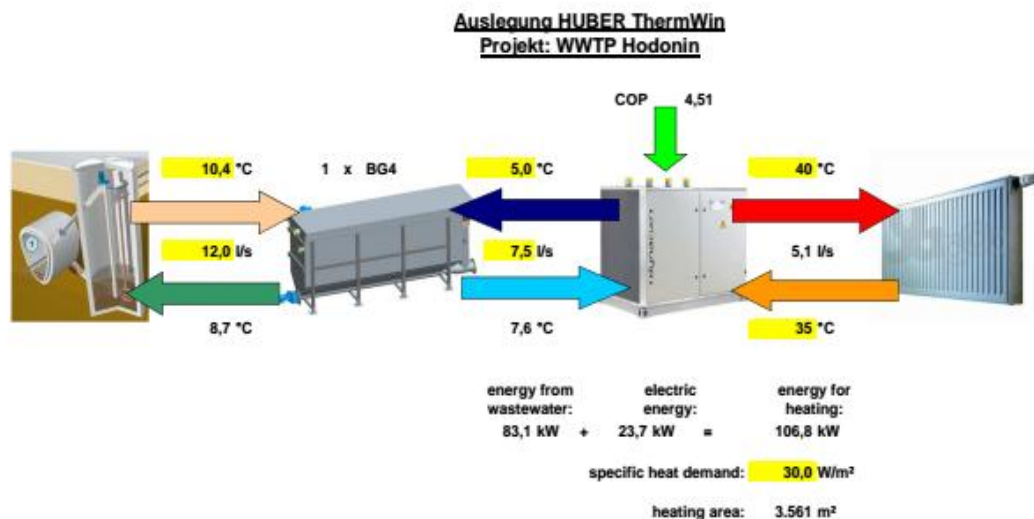 Auslegung HUBER ThermWin
Projekt: WWTP Hodonin
COP 4,51
10,4 °C 1 x BG4 5,0 °C 40 °C
12,0 l/s 7,5 l/s 5,1 l/s
8,7 °C 7,6 °C 35 °C
energy from electric energy for
wastewater: energy: heating:
83,1 kW + 23,7 kW = 106,8 kW
specific heat demand: 30,0 W/m²
heating area: 3.561 m²